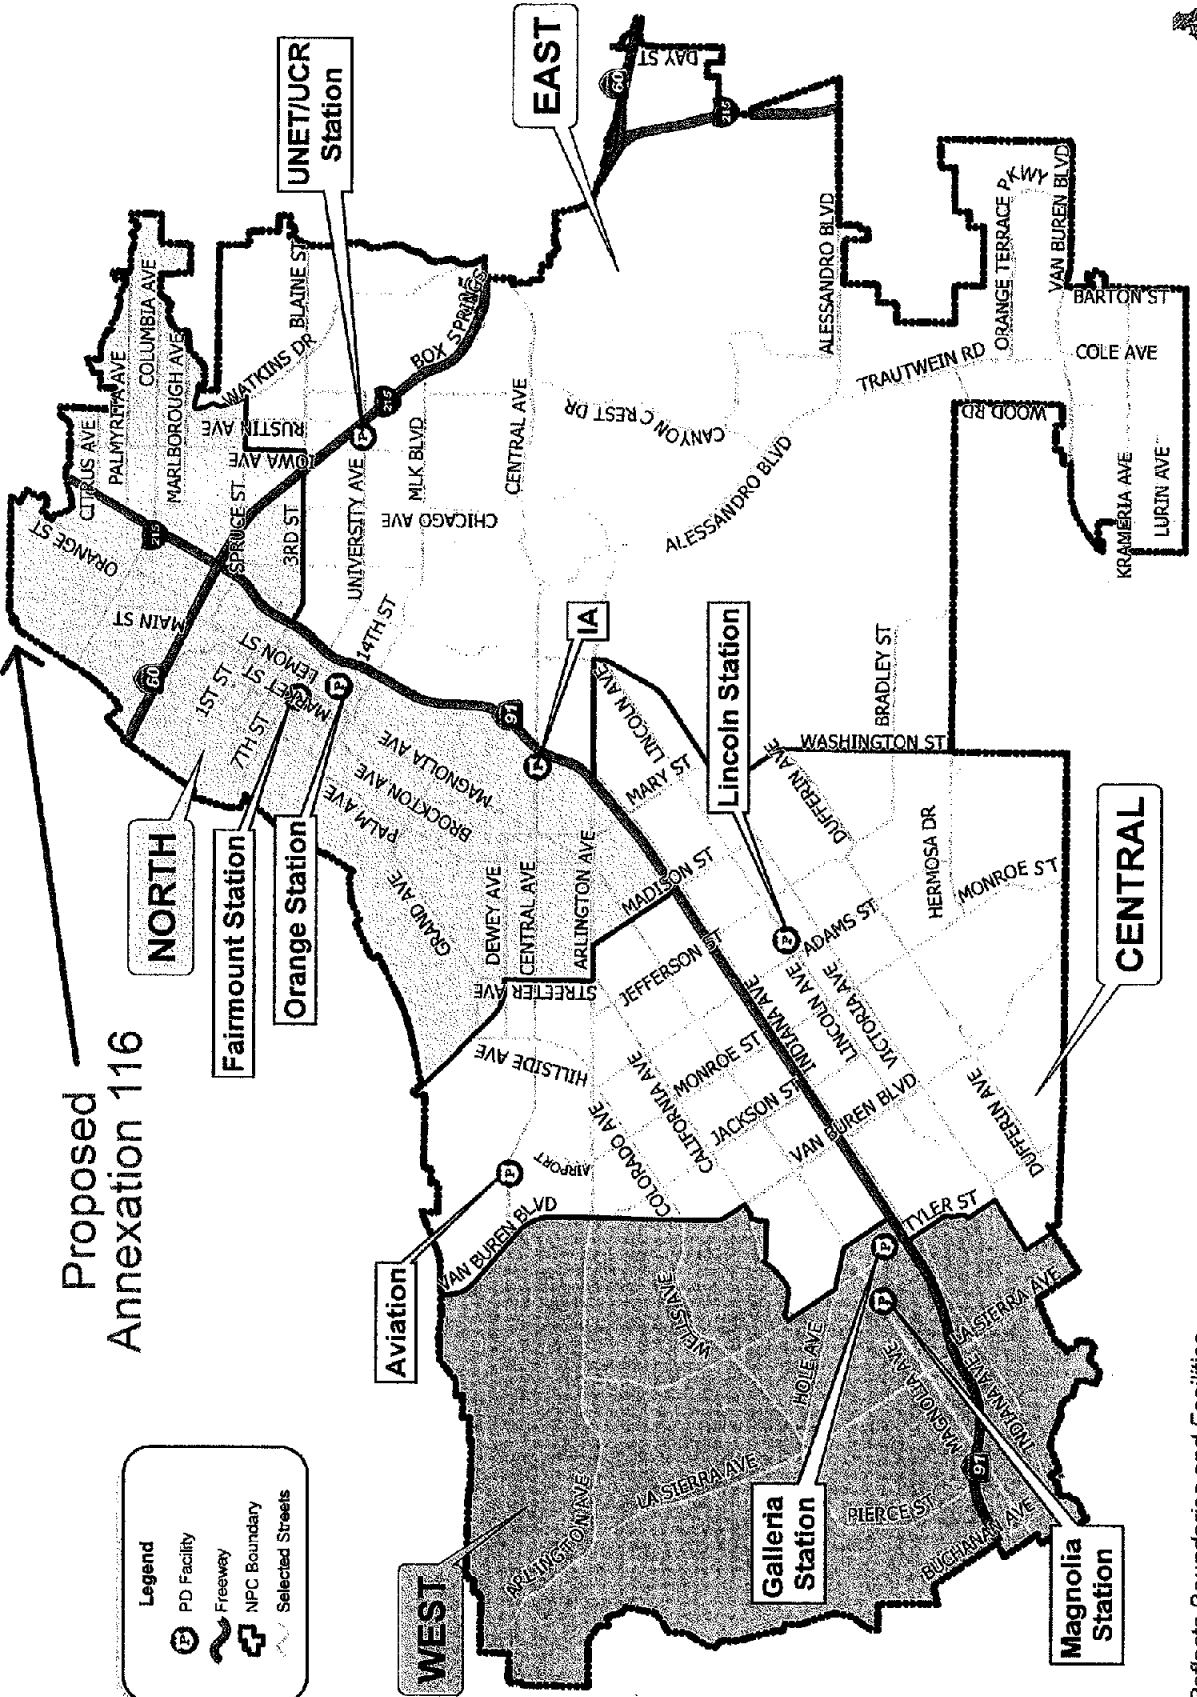 Proposed
Annexation 116
Legend
PD Facility
Freeway
NPC Boundary
Selected Streets
NORTH
EAST
WEST
CENTRAL
UNET/UCR
Station
Fairmount Station
Orange Station
IA
Lincoln Station
Aviation
Galleria
Station
Magnolia
Station
60
DAY ST
215
ORANGE ST
CITRUS AVE
PALMYRITA AVE
COLUMBIA AVE
MARLBOROUGH AVE
MAIN ST
SPRUCE ST
3RD ST
IOWA AVE
RUSTIN AVE
WATKINS DR
BLAINE ST
215
60
1ST ST
7TH ST
MARKET ST
LEMON ST
14TH ST
UNIVERSITY AVE
MLK BLVD
CHICAGO AVE
BOX SPRINGS
215
CENTRAL AVE
CANYON CREST DR
ALESSANDRO BLVD
ALESSANDRO BLVD
TRAUTWEIN RD
ORANGE TERRACE PKWY
VAN BUREN BLVD
BARTON ST
COLE AVE
WOOD RD
KRAMERIA AVE
LURIN AVE
MAGNOLIA AVE
BROCKTON AVE
PALM AVE
GRAND AVE
91
DEWEY AVE
CENTRAL AVE
ARLINGTON AVE
STREETER AVE
HILLSIDE AVE
MADISON ST
MARY ST
LINCOLN AVE
WASHINGTON ST
BRADLEY ST
DUFFERIN AVE
HERMOSA DR
MONROE ST
ADAMS ST
JEFFERSON ST
INDIANA AVE
LINCOLN AVE
VICTORIA AVE
MONROE ST
JACKSON ST
VAN BUREN BLVD
CALIFORNIA AVE
COLORADO AVE
AIRPORT
VAN BUREN BLVD
DUFFERIN AVE
TYLER ST
WELLS AVE
HOLE AVE
LA SIERRA AVE
ARLINGTON AVE
LA SIERRA AVE
MAGNOLIA AVE
INDIANA AVE
PIERCE ST
91
BUCHANAN AVE